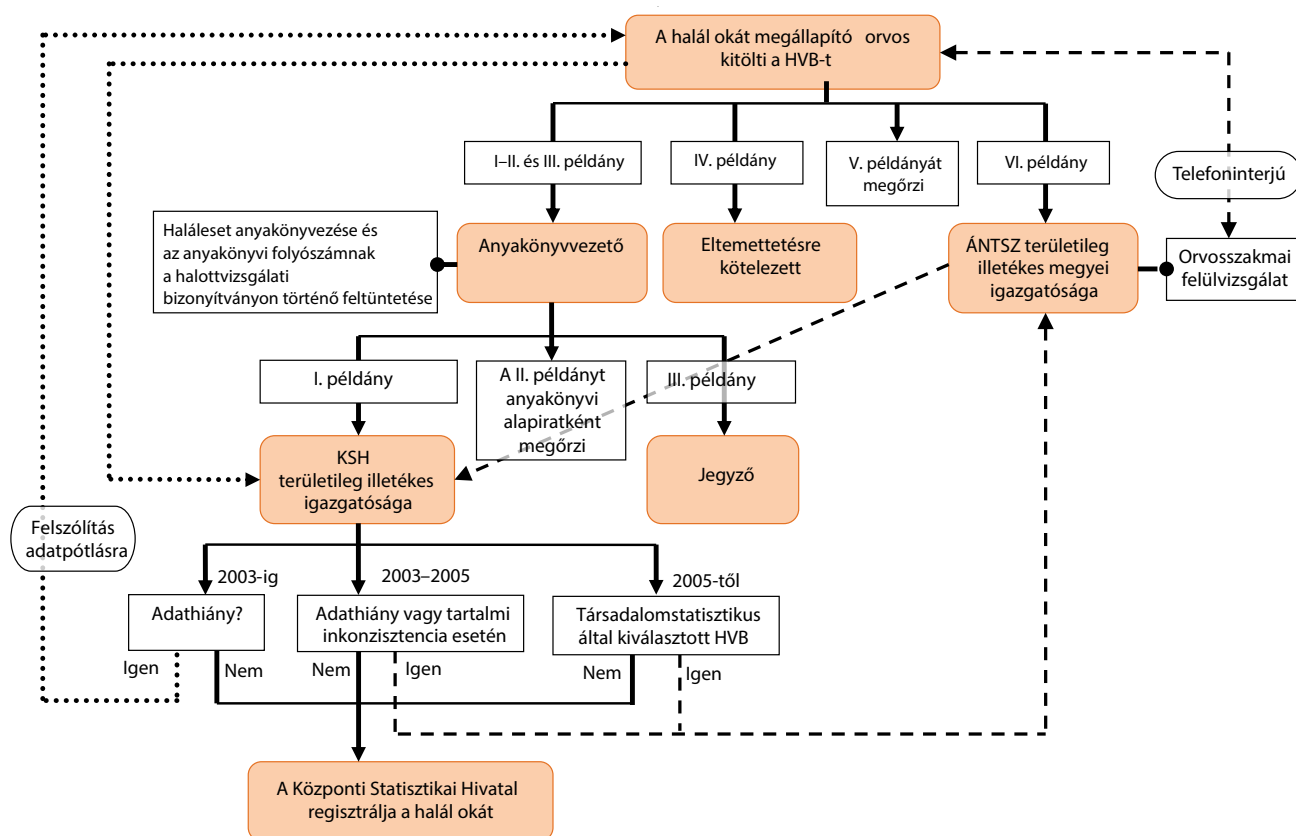 A halál okát megállapító orvos
kitölti a HVB-t
I–II. és III. példány
IV. példány
V. példányát
megőrzi
VI. példány
Telefoninterjú
Haláleset anyakönyvezése és
az anyakönyvi folyószámnak
a halottvizsgálati
bizonyítványon történő feltüntetése
Anyakönyvvezető
Eltemettetésre
kötelezett
ÁNTSZ területileg
illetékes megyei
igazgatósága
Orvosszakmai
felülvizsgálat
I. példány
A II. példányt
anyakönyvi
alapiratként
megőrzi
III. példány
KSH
területileg illetékes
igazgatósága
Jegyző
Felszólítás
adatpótlásra
2003-ig
2003–2005
2005-től
Adathiány?
Adathiány vagy tartalmi
inkonzisztencia esetén
Társadalomstatisztikus
által kiválasztott HVB
Igen
Nem
Nem
Igen
Nem
Igen
A Központi Statisztikai Hivatal
regisztrálja a halál okát